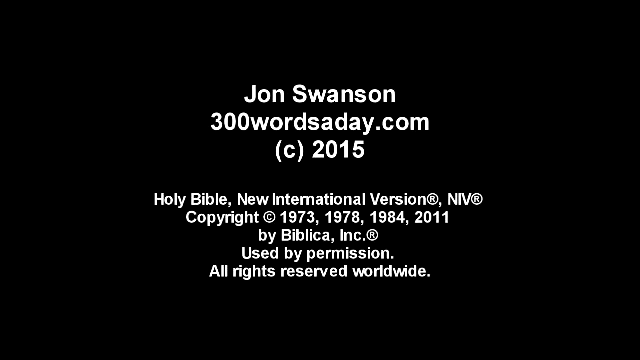 Jon Swanson
300wordsaday.com
(c) 2015
Holy Bible, New International Version®, NIV®
Copyright © 1973, 1978, 1984, 2011
by Biblica, Inc.®
Used by permission.
All rights reserved worldwide.